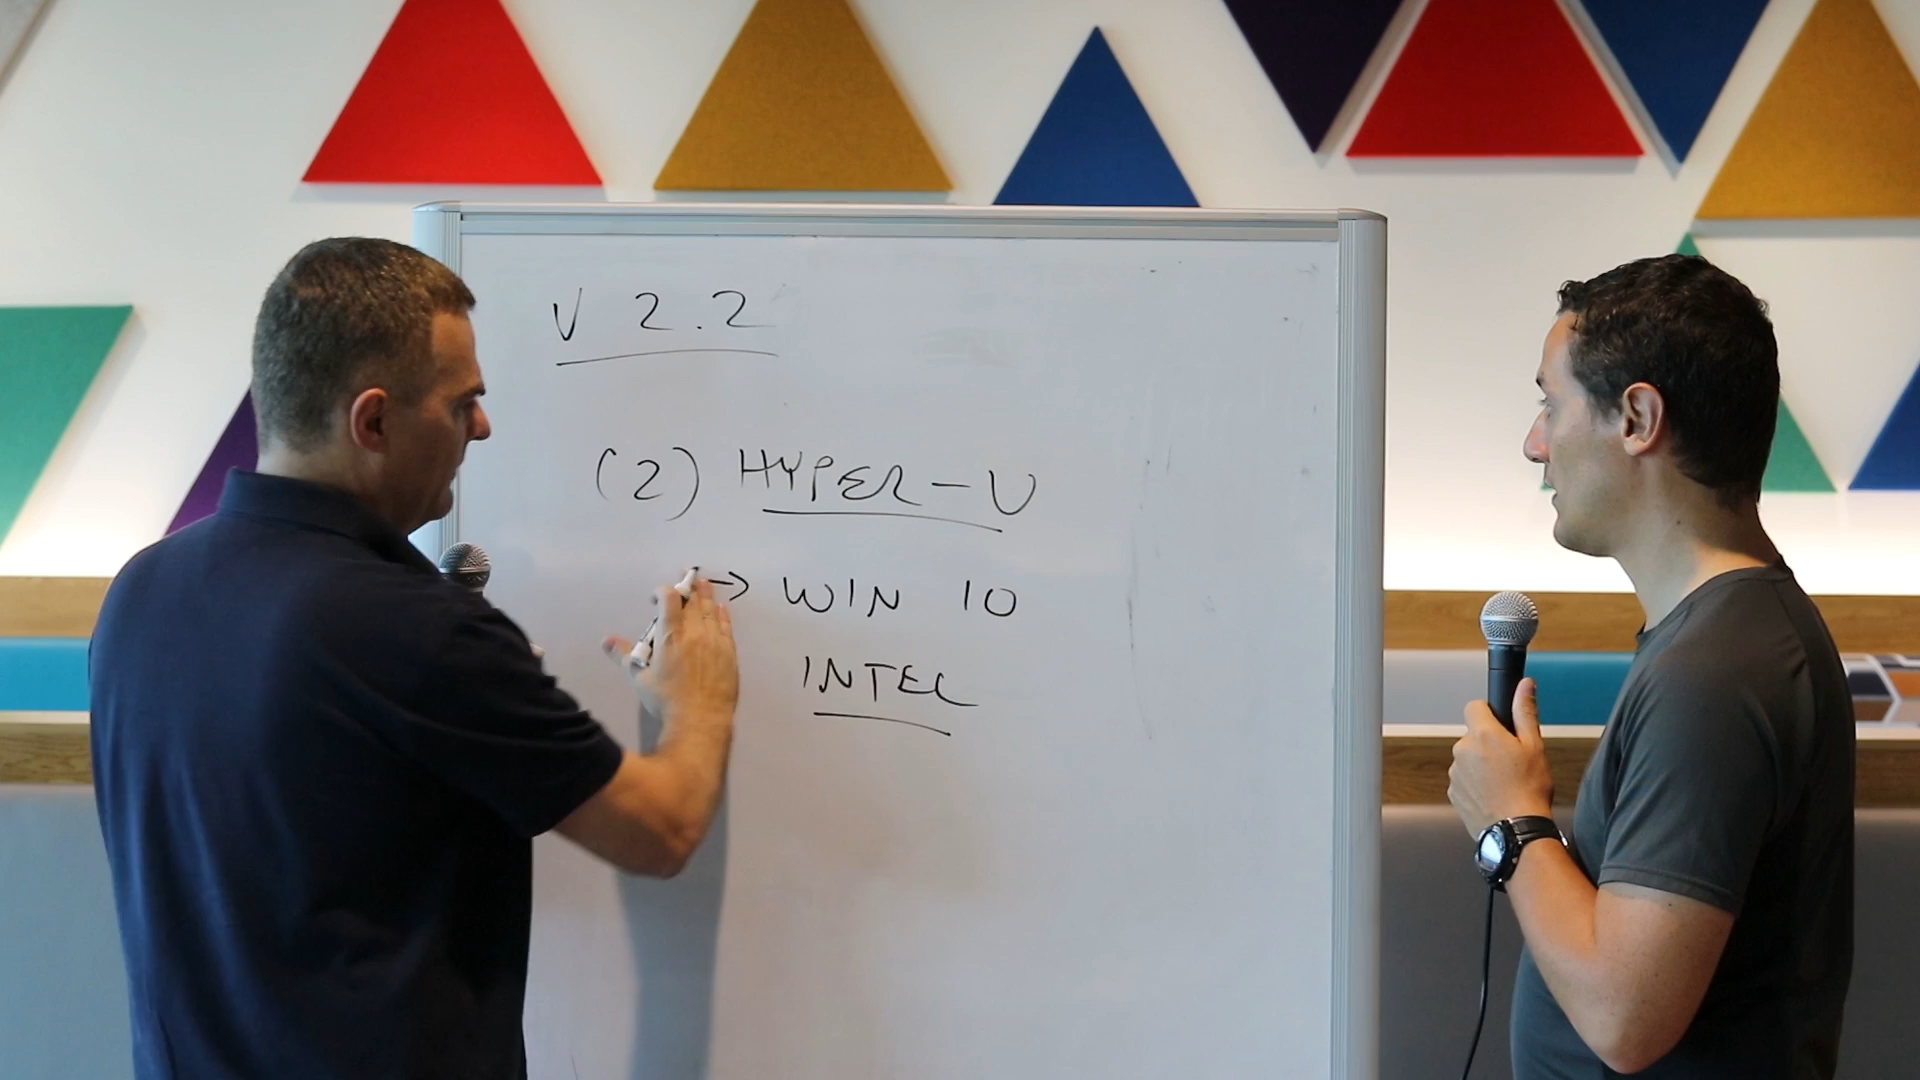 V 2.2
(2) HYPER-V
→ WIN 10
INTEL